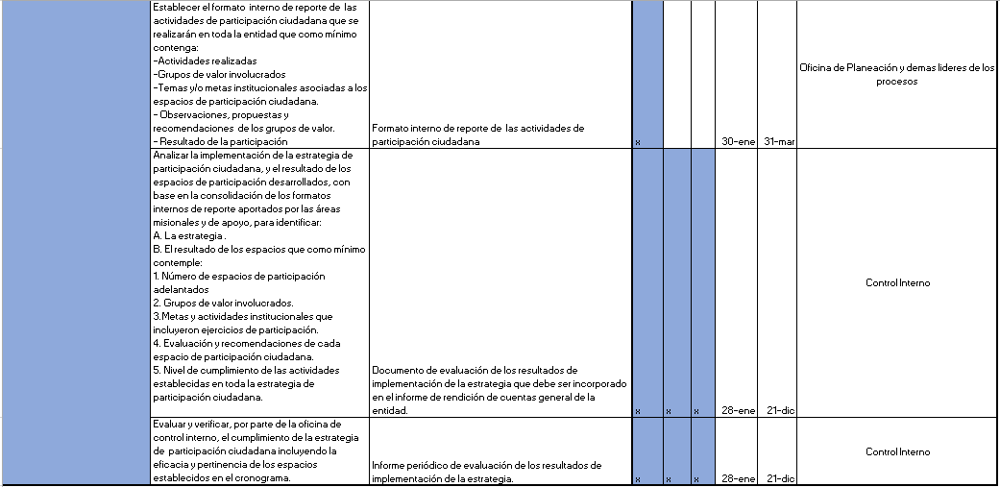 Establecer el formato interno de reporte de las
actividades de participación ciudadana que se
realizarán en toda la entidad que como mínimo
contenga:
-Actividades realizadas
-Grupos de valor involucrados
-Temas y/o metas institucionales asociadas a los
espacios de participación ciudadana.
- Observaciones, propuestas y
recomendaciones de los grupos de valor.
- Resultado de la participación
Formato interno de reporte de las actividades de
participación ciudadana
x
30-ene
31-mar
Oficina de Planeación y demas lideres de los
procesos
Analizar la implementación de la estrategia de
participación ciudadana, y el resultado de los
espacios de participación desarrollados, con
base en la consolidación de los formatos
internos de reporte aportados por las áreas
misionales y de apoyo, para identificar:
A. La estrategia .
B. El resultado de los espacios que como mínimo
contemple:
1. Número de espacios de participación
adelantados
2. Grupos de valor involucrados.
3.Metas y actividades institucionales que
incluyeron ejercicios de participación.
4. Evaluación y recomendaciones de cada
espacio de participación ciudadana.
5. Nivel de cumplimiento de las actividades
establecidas en toda la estrategia de
participación ciudadana.
Documento de evaluación de los resultados de
implementación de la estrategia que debe ser incorporado
en el informe de rendición de cuentas general de la
entidad.
x
x
x
28-ene
21-dic
Control Interno
Evaluar y verificar, por parte de la oficina de
control interno, el cumplimiento de la estrategia
de participación ciudadana incluyendo la
eficacia y pertinencia de los espacios
establecidos en el cronograma.
Informe periódico de evaluación de los resultados de
implementación de la estrategia.
x
x
x
28-ene
21-dic
Control Interno